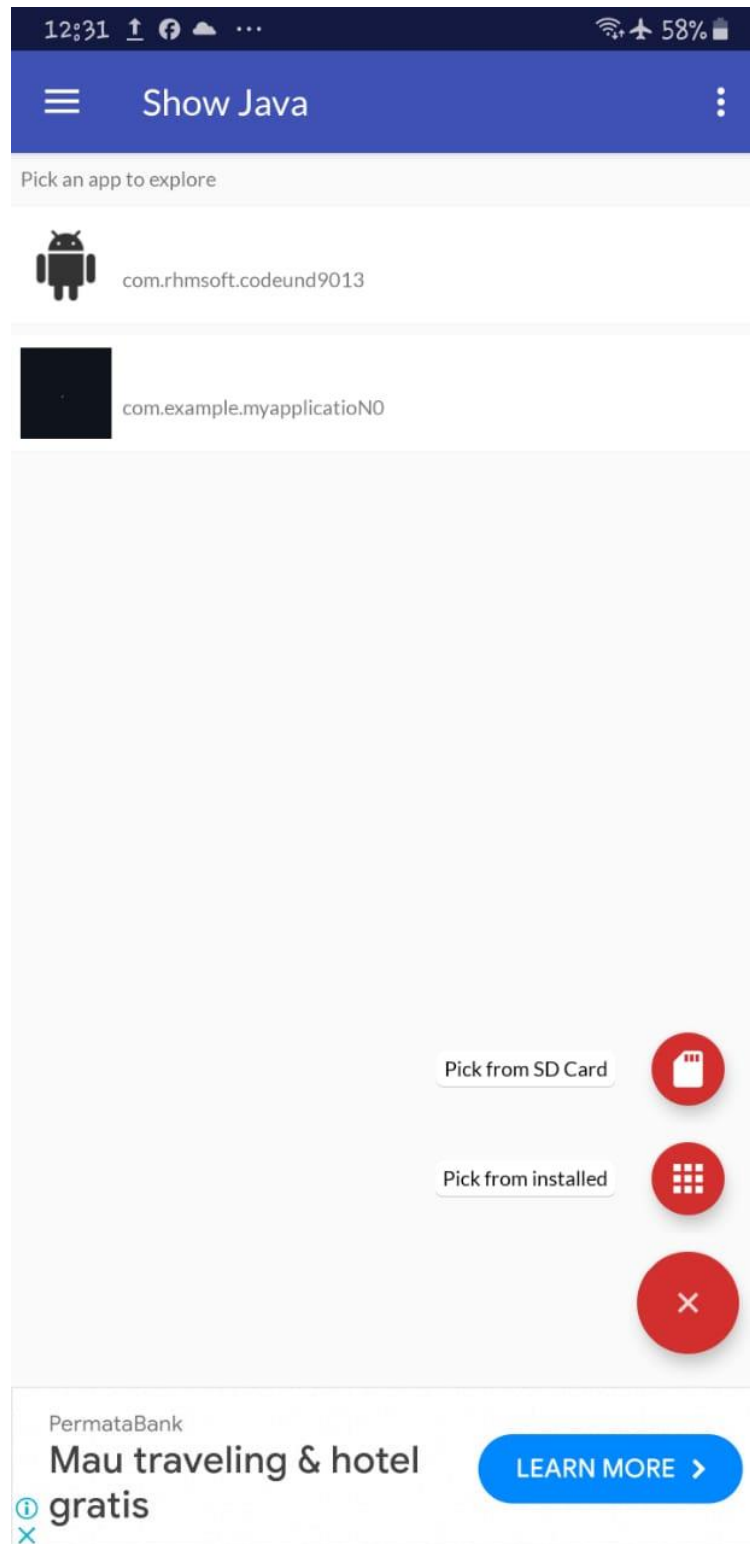 12:31 ... 58%
Show Java
Pick an app to explore
com.rhmsoft.codeund9013
com.example.myapplicatioN0
Pick from SD Card
Pick from installed
PermataBank
Mau traveling & hotel
gratis
LEARN MORE